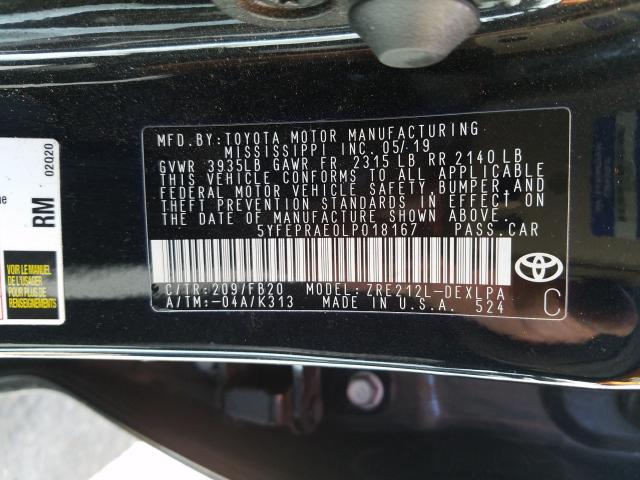 MFD.BY:TOYOTA MOTOR MANUFACTURING
MISSISSIPPI INC. 05/19
GVWR 3935LB GAWR FR 2315 LB RR 2140 LB
THIS VEHICLE CONFORMS TO ALL APPLICABLE
FEDERAL MOTOR VEHICLE SAFETY, BUMPER, AND
THEFT PREVENTION STANDARDS IN EFFECT ON
THE DATE OF MANUFACTURE SHOWN ABOVE.
5YFEPRAE0LP018167 PASS.CAR
C/TR:209/FB20 MODEL:ZRE212L-DEXLPA
A/TM:-04A/K313 MADE IN U.S.A. 524
C
02020
RM
VOIR LE MANUEL
POUR PLUS DE
RENSEIGNEMENTS